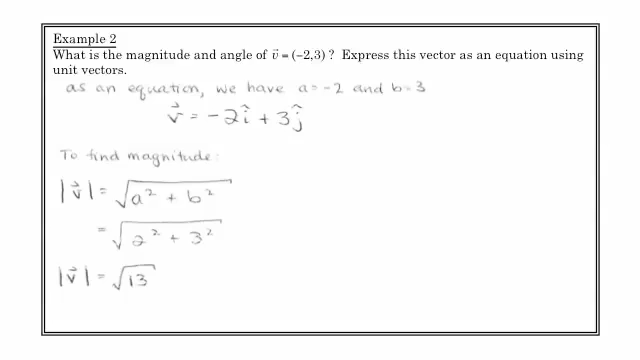 Example 2
What is the magnitude and angle of v⃗ = (−2,3) ? Express this vector as an equation using
unit vectors.
as an equation, we have a = -2 and b = 3
v⃗ = -2î + 3ĵ
To find magnitude:
|v⃗| = √(a² + b²)
= √(2² + 3²)
|v⃗| = √13